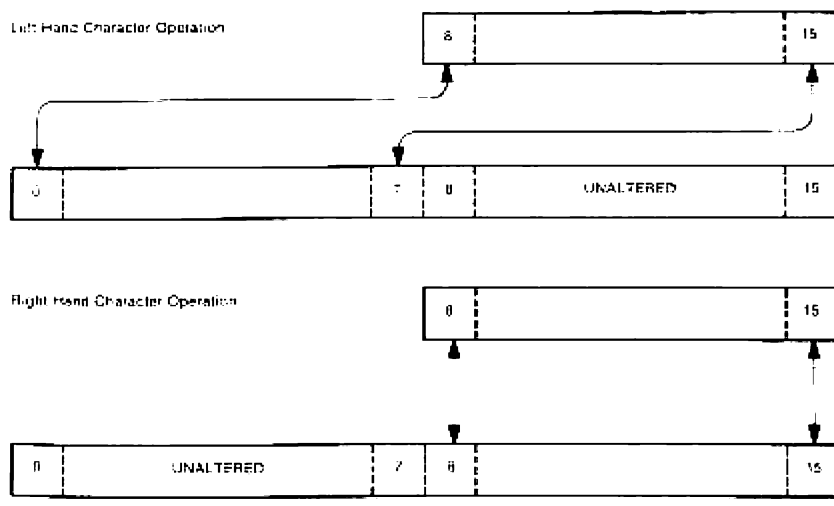 Left Hand Character Operation
8 15
0 7 8 UNALTERED 15
Right Hand Character Operation
8 15
0 UNALTERED 7 8 15